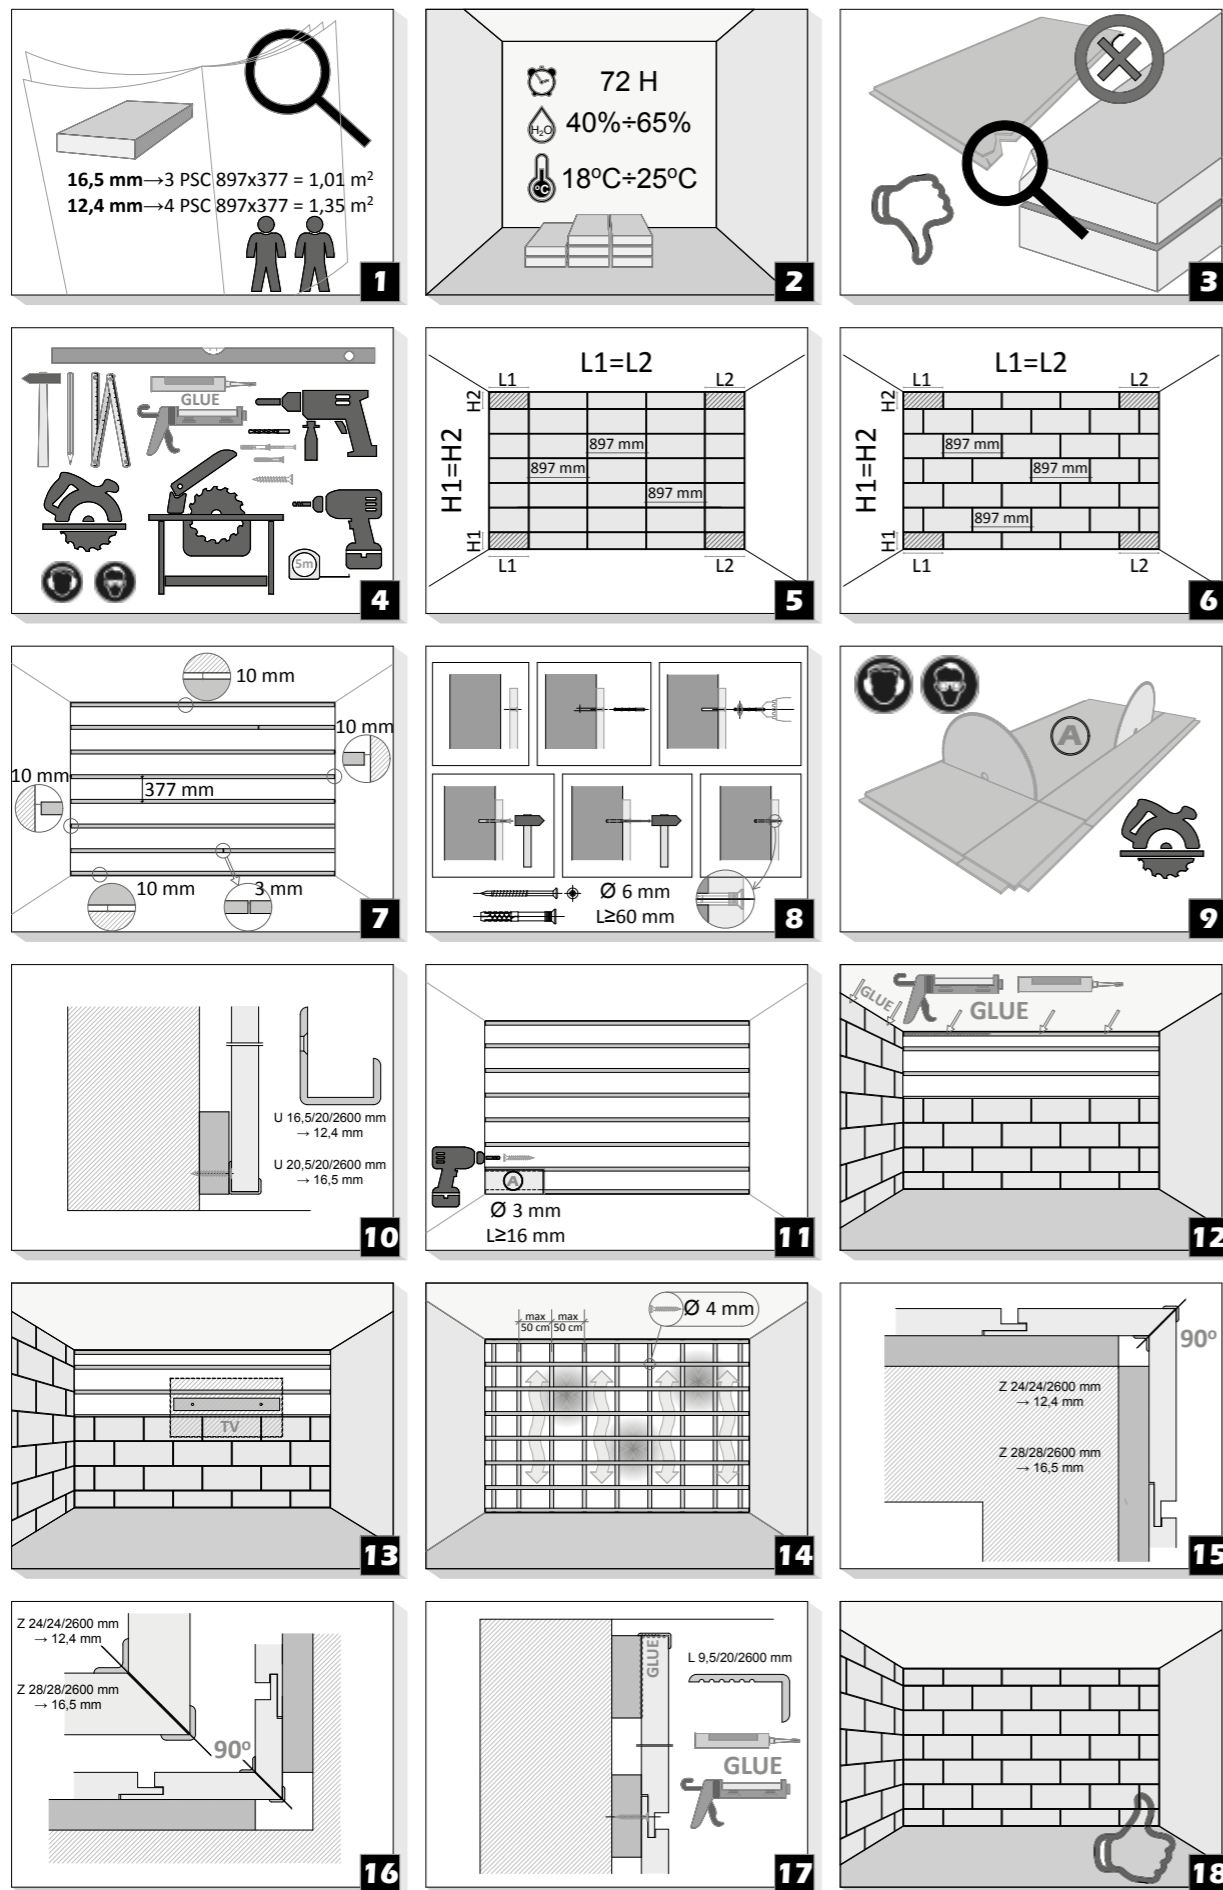 16,5 mm→3 PSC 897x377 = 1,01 m²
12,4 mm→4 PSC 897x377 = 1,35 m²
1
72 H
H₂O 40%÷65%
°C 18ºC÷25ºC
2
3
GLUE
5m
4
L1=L2
L1 L2
H2
H1=H2
897 mm
897 mm
897 mm
H1
L1 L2
5
L1=L2
L1 L2
H2
H1=H2
897 mm
897 mm
897 mm
H1
L1 L2
6
10 mm
10 mm
10 mm
377 mm
10 mm 3 mm
7
Ø 6 mm
L≥60 mm
8
A
9
U 16,5/20/2600 mm
→ 12,4 mm
U 20,5/20/2600 mm
→ 16,5 mm
10
A
Ø 3 mm
L≥16 mm
11
GLUE
GLUE
12
TV
13
max max
50 cm 50 cm
Ø 4 mm
14
90º
Z 24/24/2600 mm
→ 12,4 mm
Z 28/28/2600 mm
→ 16,5 mm
15
Z 24/24/2600 mm
→ 12,4 mm
Z 28/28/2600 mm
→ 16,5 mm
90º
16
GLUE
L 9,5/20/2600 mm
GLUE
17
18